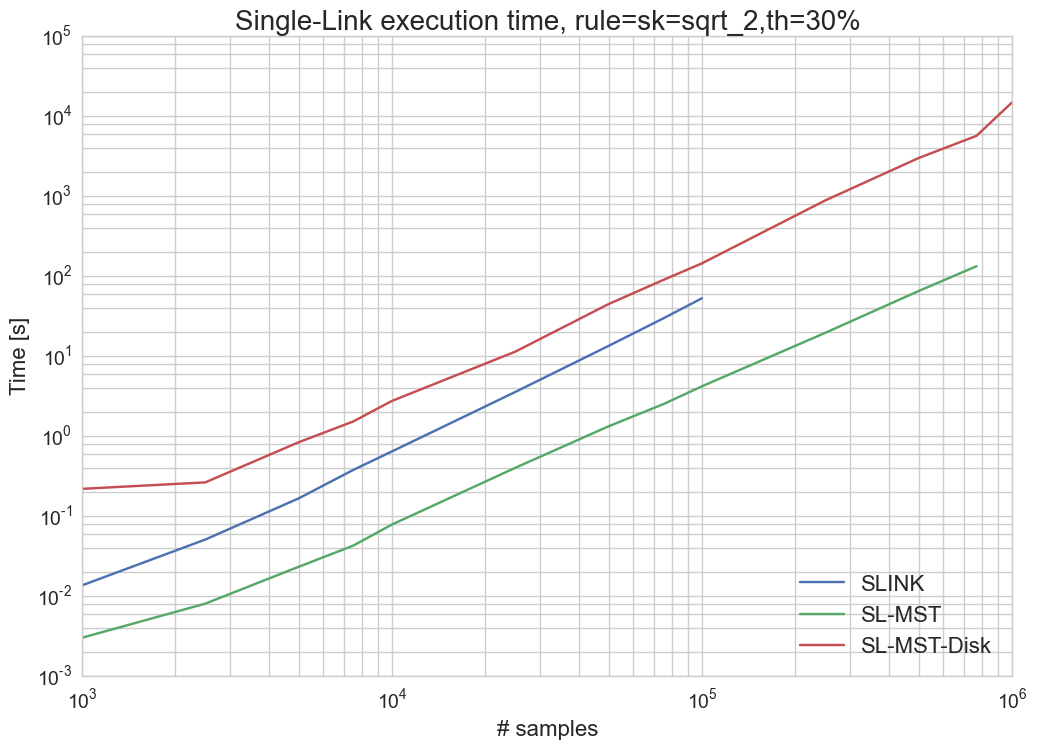 Single-Link execution time, rule=sk=sqrt_2,th=30%
10^5
10^4
10^3
10^2
10^1
10^0
10^-1
10^-2
10^-3
Time [s]
SLINK
SL-MST
SL-MST-Disk
10^3 10^4 10^5 10^6
# samples